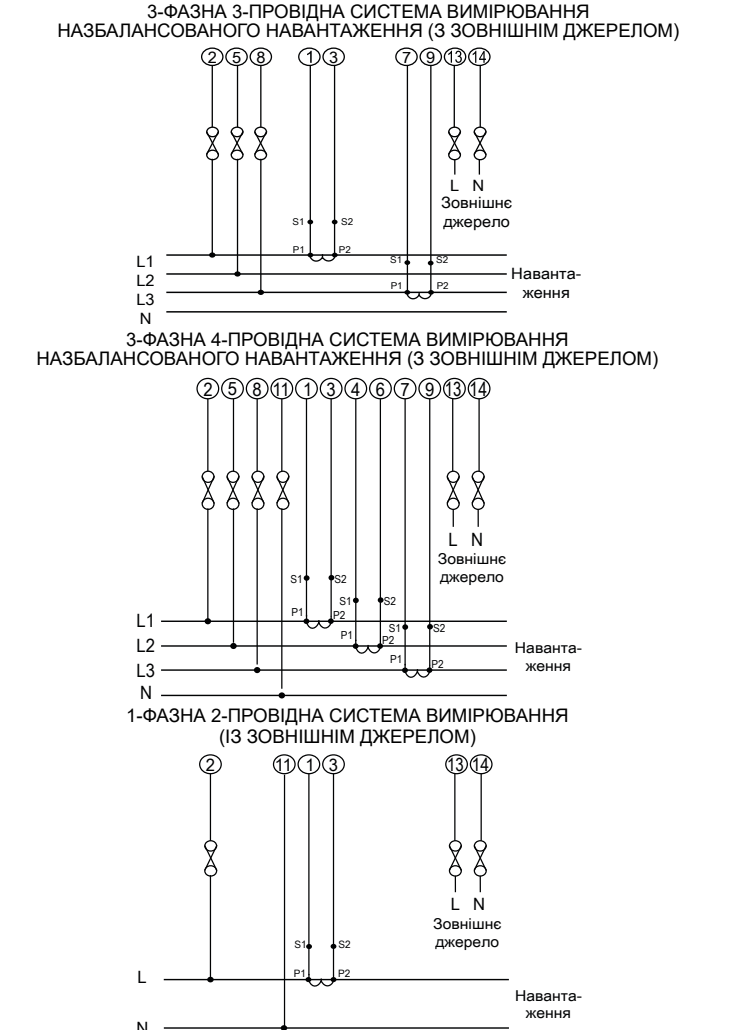 3-ФАЗНА 3-ПРОВІДНА СИСТЕМА ВИМІРЮВАННЯ
НАЗБАЛАНСОВАНОГО НАВАНТАЖЕННЯ (З ЗОВНІШНІМ ДЖЕРЕЛОМ)
2 5 8 1 3 7 9 13 14
L N
Зовнішнє
джерело
S1 S2
P1 P2
L1
S1 S2
L2
Наванта-
P1 P2
ження
L3
N
3-ФАЗНА 4-ПРОВІДНА СИСТЕМА ВИМІРЮВАННЯ
НАЗБАЛАНСОВАНОГО НАВАНТАЖЕННЯ (З ЗОВНІШНІМ ДЖЕРЕЛОМ)
2 5 8 11 1 3 4 6 7 9 13 14
L N
Зовнішнє
джерело
S1 S2
S1 S2
P1 P2
L1
S1 S2
P1 P2
L2
Наванта-
ження
P1 P2
L3
N
1-ФАЗНА 2-ПРОВІДНА СИСТЕМА ВИМІРЮВАННЯ
(ІЗ ЗОВНІШНІМ ДЖЕРЕЛОМ)
2 11 1 3 13 14
L N
Зовнішнє
джерело
S1 S2
P1 P2
L
Наванта-
ження
N